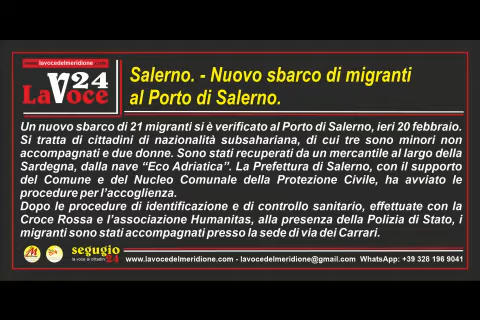 www.lavocedelmeridione.com
V24
LaVoce
Salerno. - Nuovo sbarco di migranti
al Porto di Salerno.
Un nuovo sbarco di 21 migranti si è verificato al Porto di Salerno, ieri 20 febbraio.
Si tratta di cittadini di nazionalità subsahariana, di cui tre sono minori non
accompagnati e due donne. Sono stati recuperati da un mercantile al largo della
Sardegna, dalla nave “Eco Adriatica”. La Prefettura di Salerno, con il supporto
del Comune e del Nucleo Comunale della Protezione Civile, ha avviato le
procedure per l’accoglienza.
Dopo le procedure di identificazione e di controllo sanitario, effettuate con la
Croce Rossa e l’associazione Humanitas, alla presenza della Polizia di Stato, i
migranti sono stati accompagnati presso la sede di via dei Carrari.
segugio
la voce ai cittadini 24
www.lavocedelmeridione.com - lavocedelmeridione@gmail.com WhatsApp: +39 328 196 9041